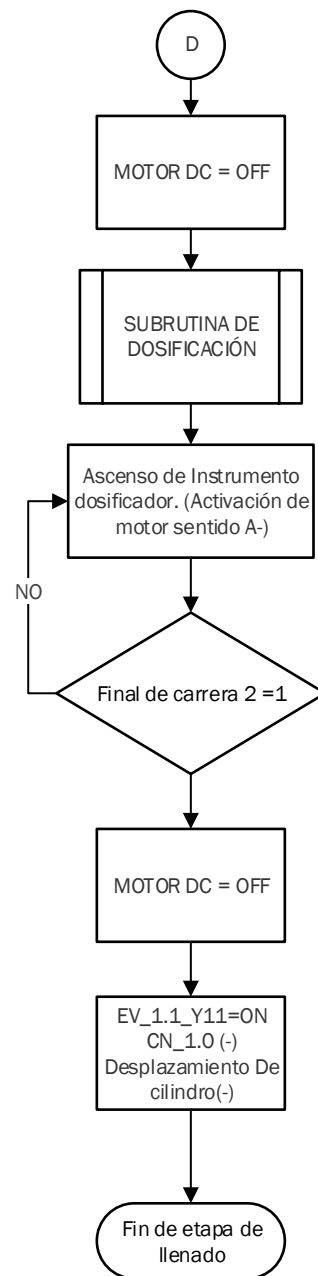 D
MOTOR DC = OFF
SUBRUTINA DE
DOSIFICACIÓN
Ascenso de Instrumento
dosificador. (Activación de
motor sentido A-)
NO
Final de carrera 2 =1
MOTOR DC = OFF
EV_1.1_Y11=ON
CN_1.0 (-)
Desplazamiento De
cilindro(-)
Fin de etapa de
llenado